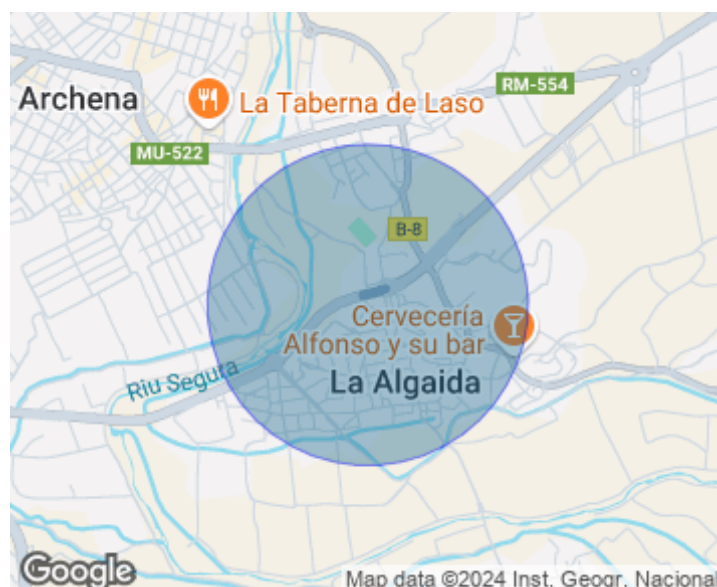 Archena
La Taberna de Laso
RM-554
MU-522
B-8
Cervecería
Alfonso y su bar
Riu Segura
La Algaida
Google
Map data ©2024 Inst. Geogr. Nacional